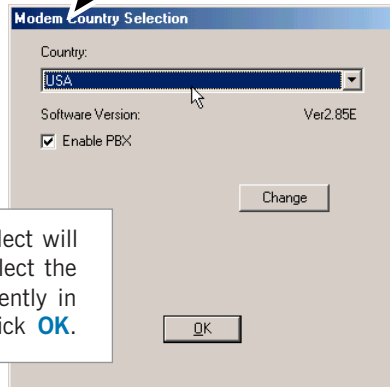 Modem Country Selection
Country:
USA
Software Version: Ver2.85E
Enable PBX
Change
lect will
lect the
ently in
ick OK.
OK